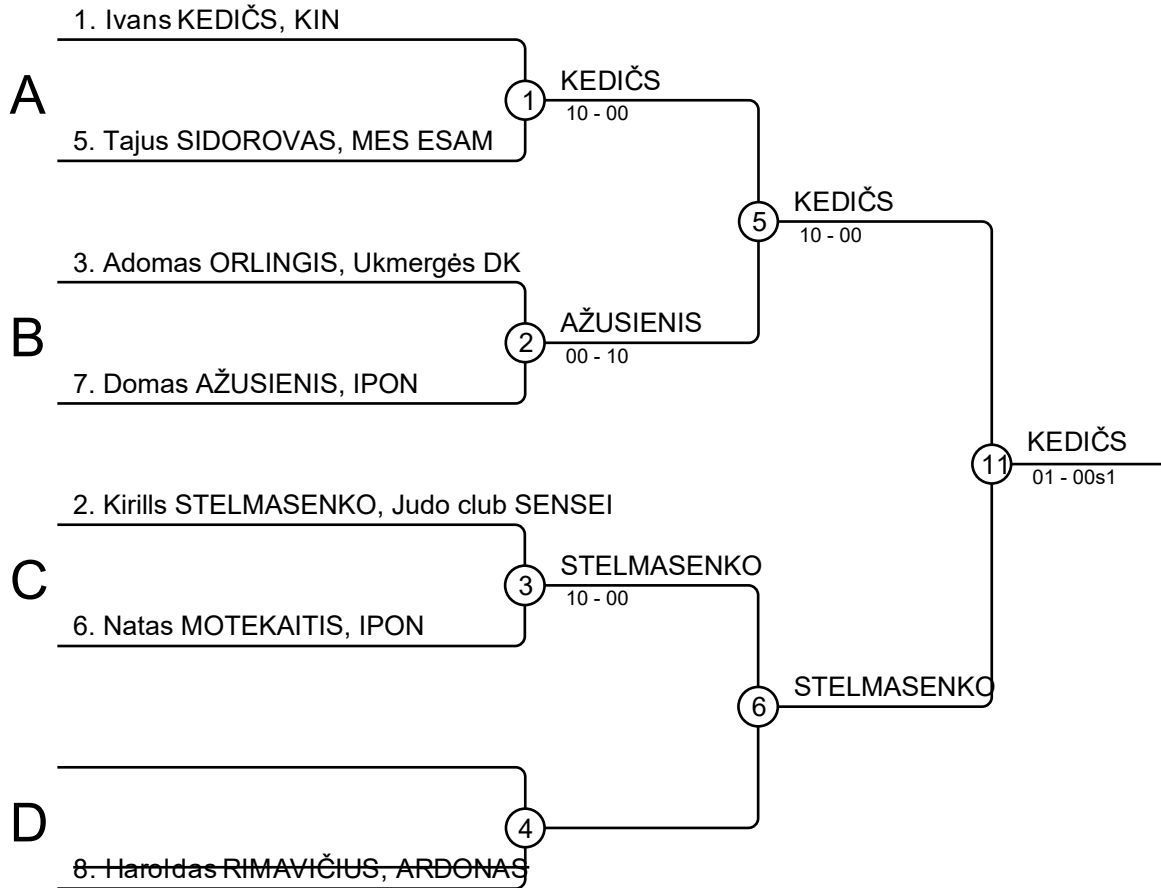 1. Ivans KEDIČS, KIN
A
1
KEDIČS
10 - 00
5. Tajus SIDOROVAS, MES ESAM
5
KEDIČS
10 - 00
3. Adomas ORLINGIS, Ukmergės DK
B
2
AŽUSIENIS
00 - 10
7. Domas AŽUSIENIS, IPON
11
KEDIČS
01 - 00s1
2. Kirills STELMASENKO, Judo club SENSEI
C
3
STELMASENKO
10 - 00
6. Natas MOTEKAITIS, IPON
6
STELMASENKO
D
4
8. Haroldas RIMAVIČIUS, ARDONAS